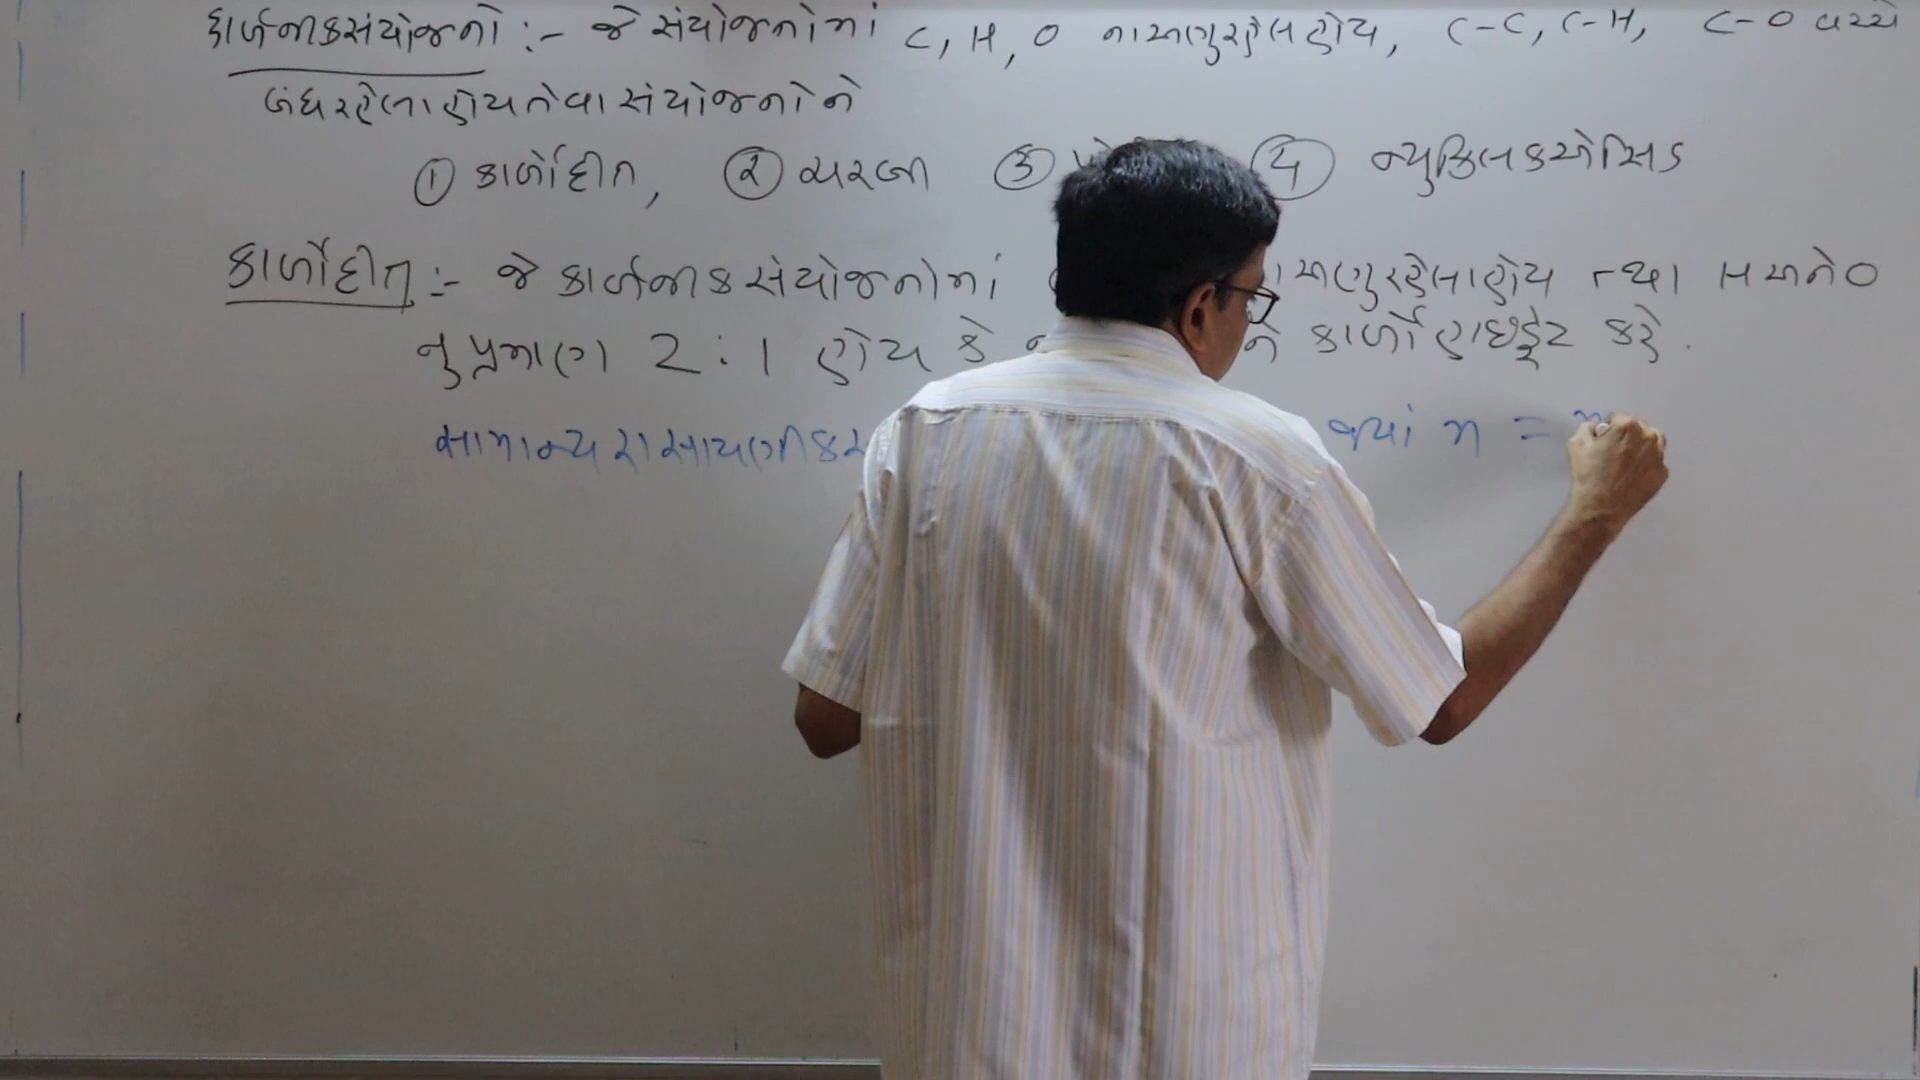 કાર્બનીક સંયોજનો :- જે સંયોજનોમાં C, H, O ના અણુ રહેલ હોય, C-C, C-H, C-O વચ્ચે
બંધ રહેલા હોય તેવા સંયોજનોને
① કાર્બોદીત, ② ચરબી ③ ④ ન્યુક્લિક એસિડ
કાર્બોદીત :- જે કાર્બનીક સંયોજનોમાં અણુ રહેલા હોય તથા H અને O
નુ પ્રમાણ 2:1 હોય કે કાર્બોહાઇડ્રેટ કહે.
સામાન્ય રાસાયણીક જ્યાં n =